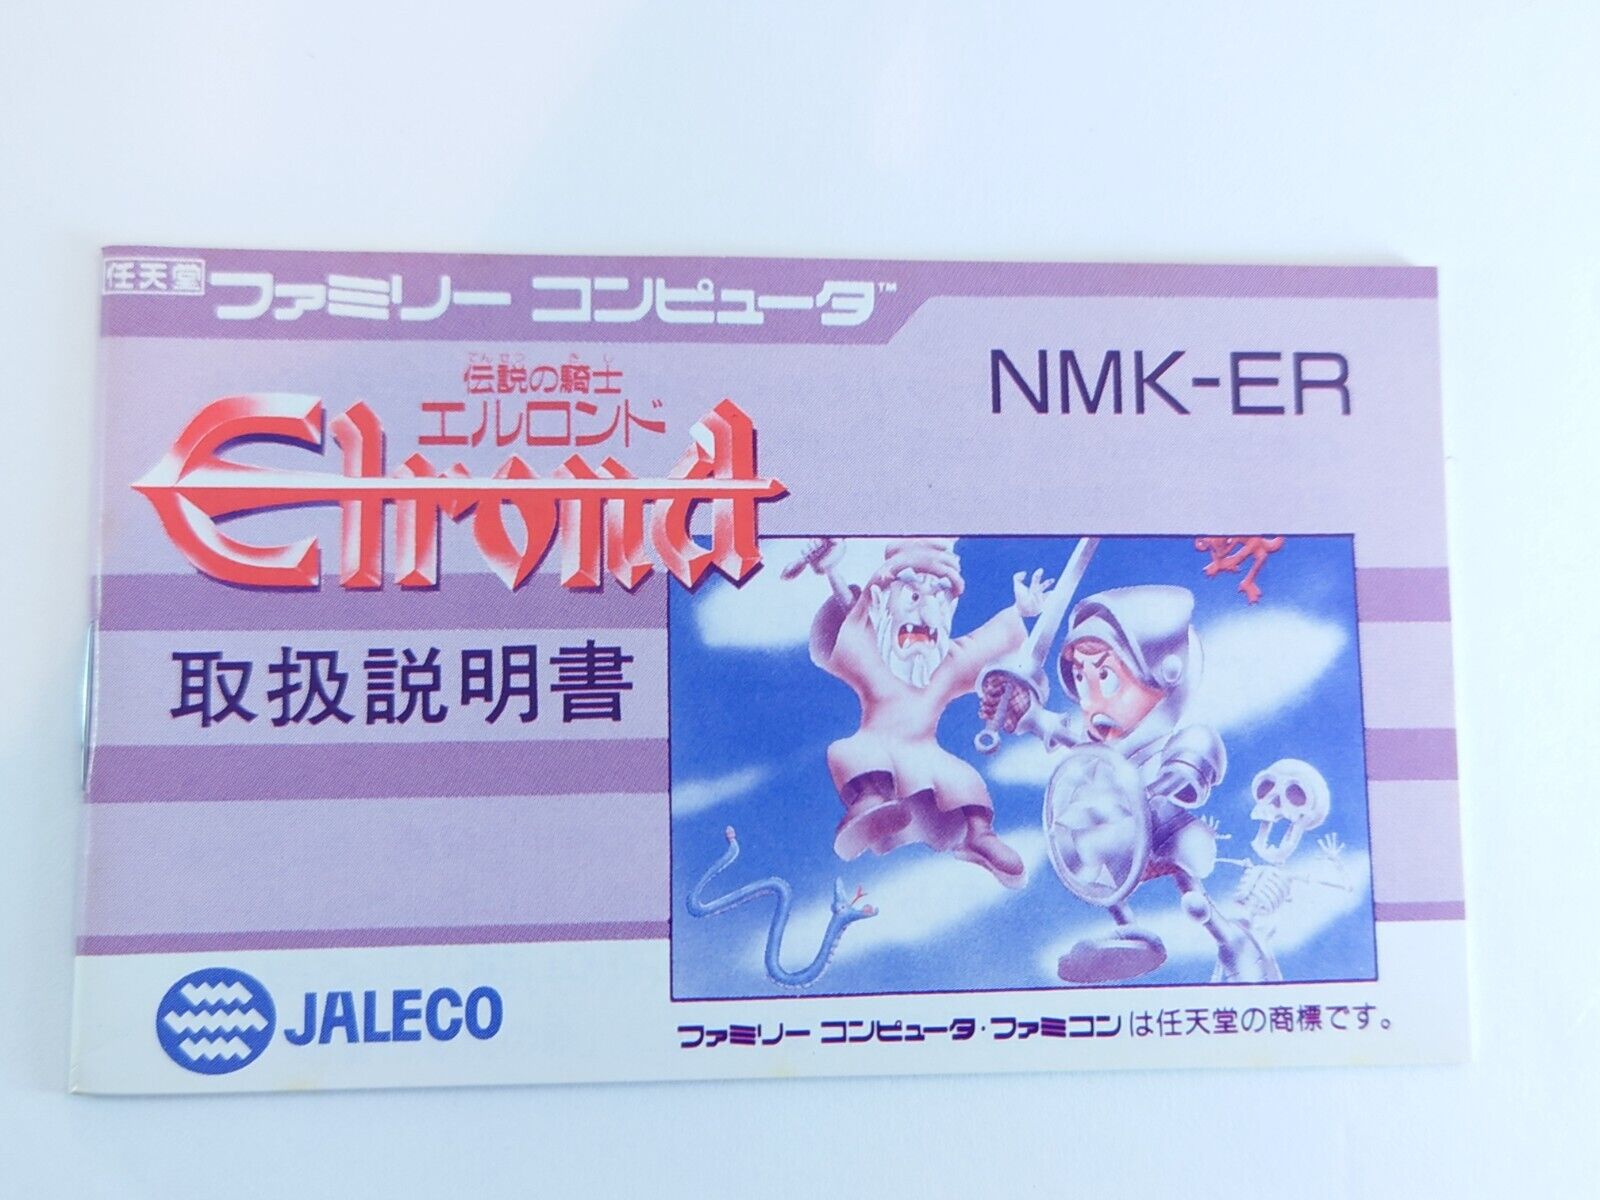 任天堂 ファミリー コンピュータ™
NMK-ER
でんせつ きし
伝説の騎士
エルロンド
Elrond
取扱説明書
JALECO
ファミリー コンピュータ・ファミコンは任天堂の商標です。